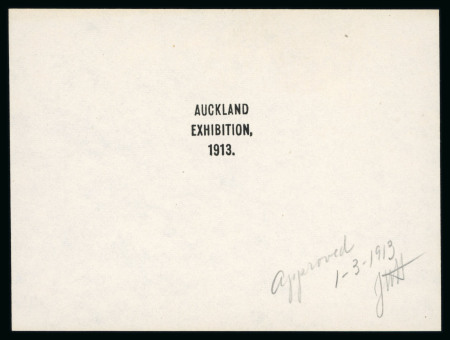 AUCKLAND
EXHIBITION,
1913.
Approved
1-3-1913